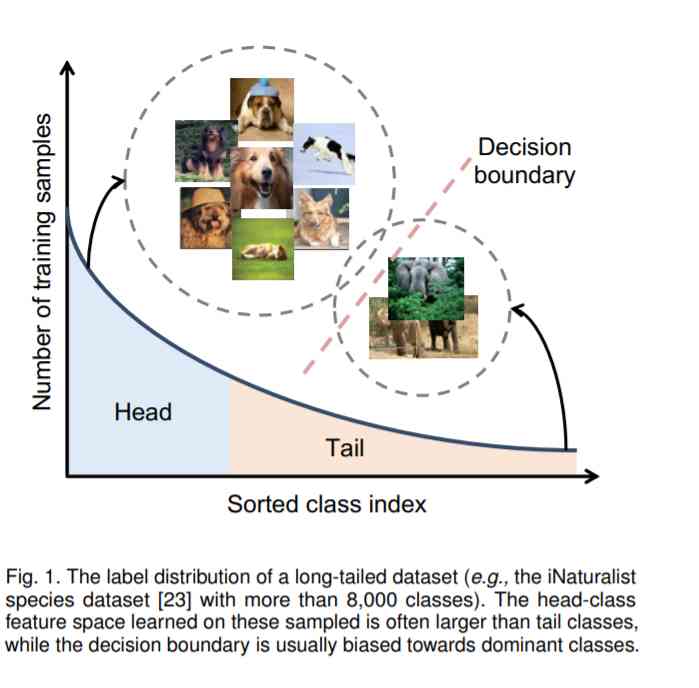 Number of training samples
Decision
boundary
Head
Tail
Sorted class index
Fig. 1. The label distribution of a long-tailed dataset (e.g., the iNaturalist
species dataset [23] with more than 8,000 classes). The head-class
feature space learned on these sampled is often larger than tail classes,
while the decision boundary is usually biased towards dominant classes.